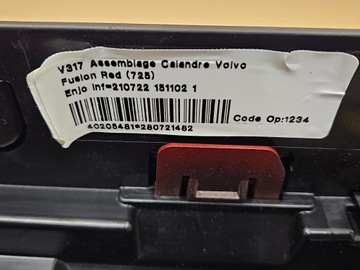 V317 Assemblage Calandre Volvo
Fusion Red (725)
Enjo Inf=210722 151102 1
Code Op:1234
40205481*280721482